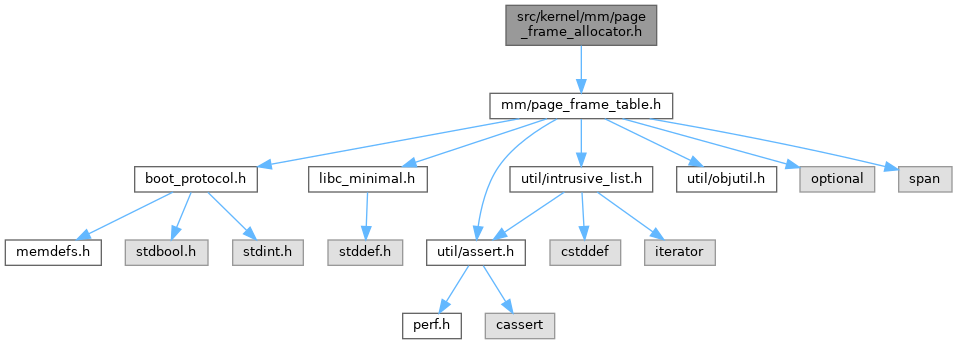 src/kernel/mm/page
_frame_allocator.h
mm/page_frame_table.h
boot_protocol.h
libc_minimal.h
util/intrusive_list.h
util/objutil.h
optional
span
memdefs.h
stdbool.h
stdint.h
stddef.h
util/assert.h
cstddef
iterator
perf.h
cassert